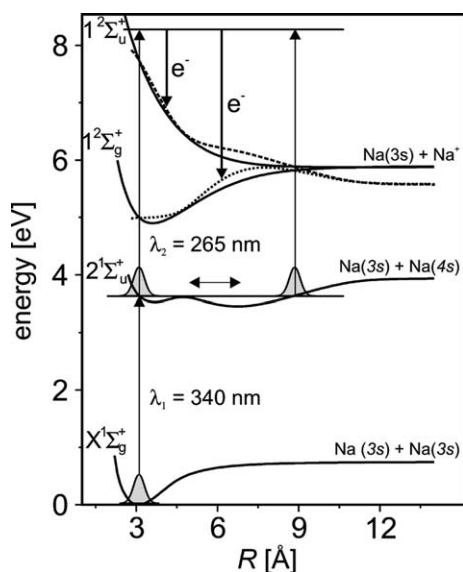 8
6
4
2
0
energy [eV]
3
6
9
12
R [Å]
1²Σᵤ⁺
1²Σg⁺
2¹Σᵤ⁺
X¹Σg⁺
e⁻
e⁻
Na(3s) + Na⁺
λ₂ = 265 nm
Na(3s) + Na(4s)
λ₁ = 340 nm
Na (3s) + Na(3s)